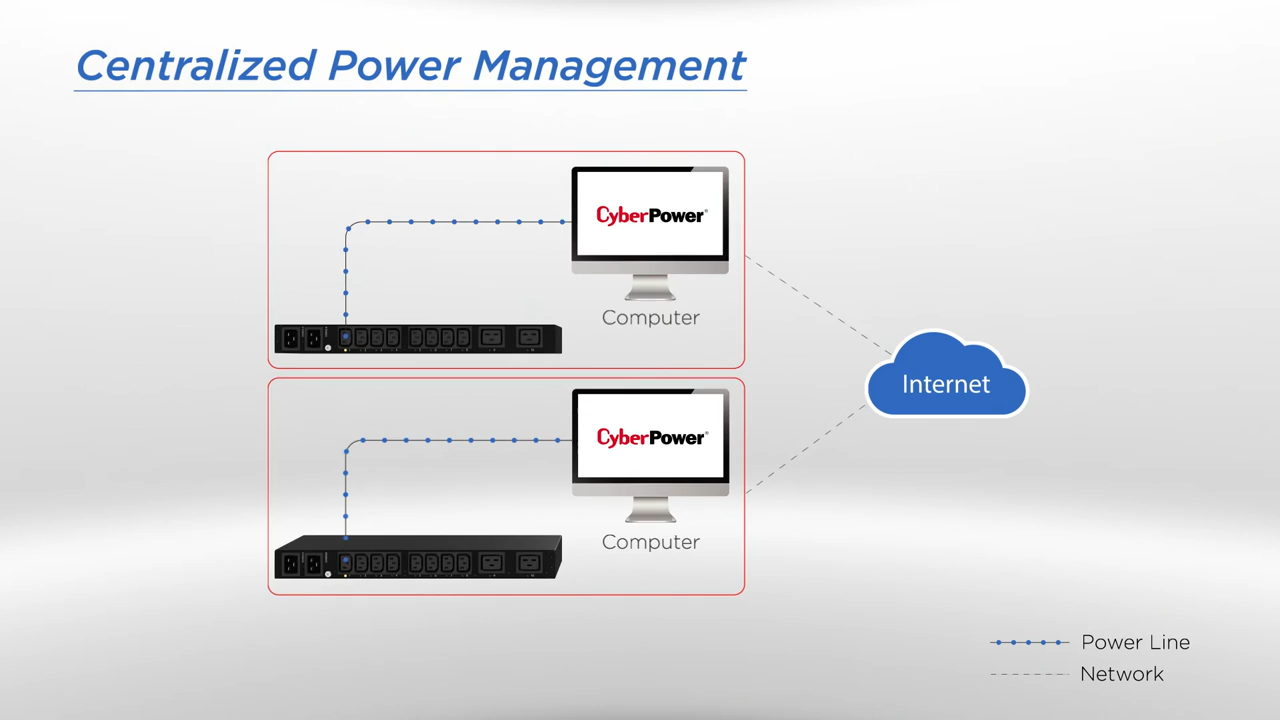 Centralized Power Management
CyberPower®
Computer
Internet
CyberPower®
Computer
Power Line
Network